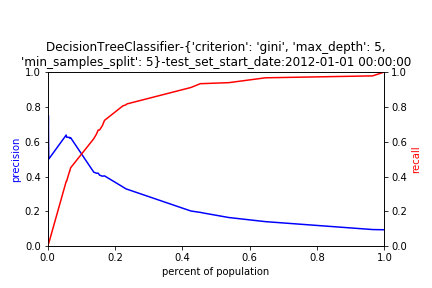 DecisionTreeClassifier-{'criterion': 'gini', 'max_depth': 5,
'min_samples_split': 5}-test_set_start_date:2012-01-01 00:00:00
1.0
0.8
0.6
0.4
0.2
0.0
precision
1.0
0.8
0.6
0.4
0.2
0.0
recall
0.0 0.2 0.4 0.6 0.8 1.0
percent of population